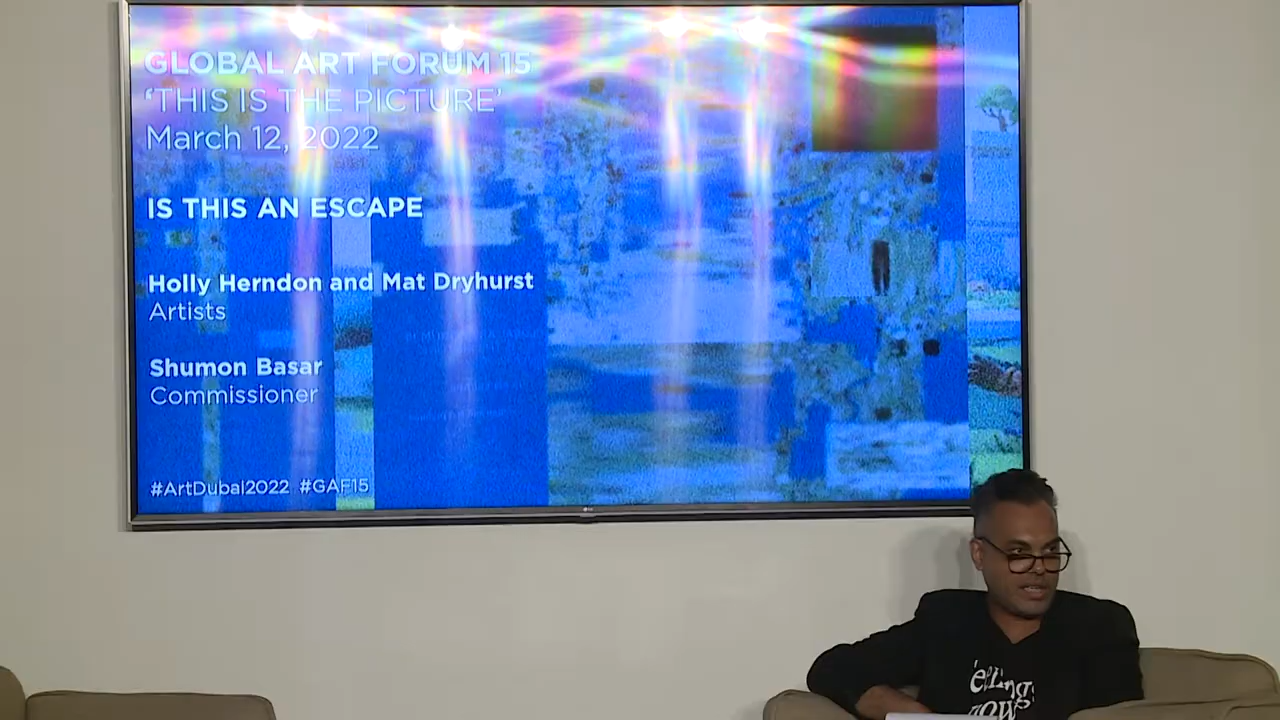 GLOBAL ART FORUM 15
‘THIS IS THE PICTURE’
March 12, 2022
IS THIS AN ESCAPE
Holly Herndon and Mat Dryhurst
Artists
Shumon Basar
Commissioner
#ArtDubai2022 #GAF15
LG